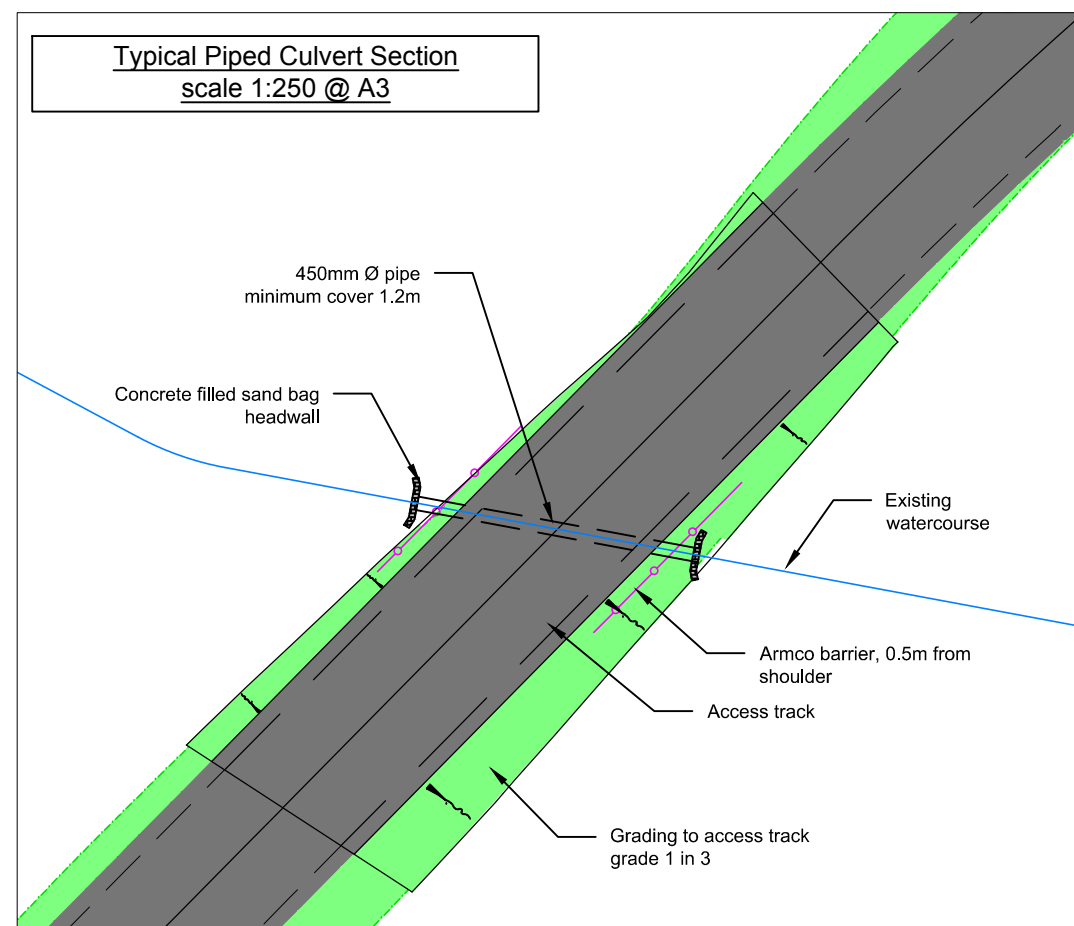 Typical Piped Culvert Section
scale 1:250 @ A3
450mm Ø pipe
minimum cover 1.2m
Concrete filled sand bag
headwall
Existing
watercourse
Armco barrier, 0.5m from
shoulder
Access track
Grading to access track
grade 1 in 3